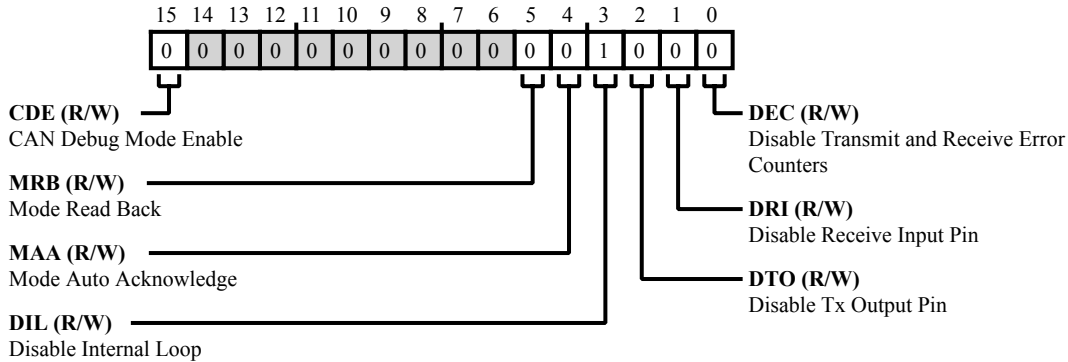 15 14 13 12 11 10 9 8 7 6 5 4 3 2 1 0
0 0 0 0 0 0 0 0 0 0 0 0 1 0 0 0
CDE (R/W)
CAN Debug Mode Enable
MRB (R/W)
Mode Read Back
MAA (R/W)
Mode Auto Acknowledge
DIL (R/W)
Disable Internal Loop
DEC (R/W)
Disable Transmit and Receive Error
Counters
DRI (R/W)
Disable Receive Input Pin
DTO (R/W)
Disable Tx Output Pin